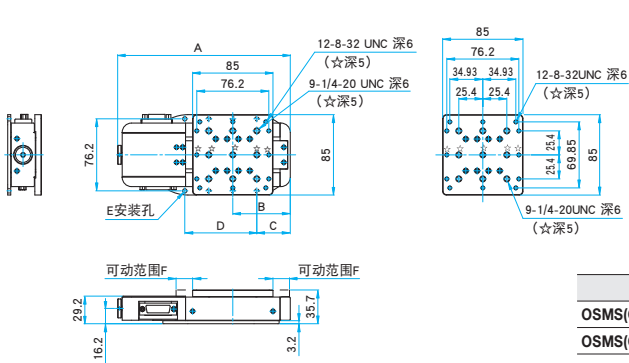 A
85
76.2
12-8-32 UNC 深6
(☆深5)
9-1/4-20 UNC 深6
(☆深5)
76.2
85
☆ ☆ ☆ ☆
E安装孔
B
D
C
85
76.2
34.93
34.93
25.4
25.4
12-8-32UNC 深6
(☆深5)
☆ ☆ ☆ ☆
25.4
25.4
69.85
85
9-1/4-20UNC 深6
(☆深5)
可动范围F
可动范围F
29.2
16.2
35.7
3.2
OSMS(
OSMS(